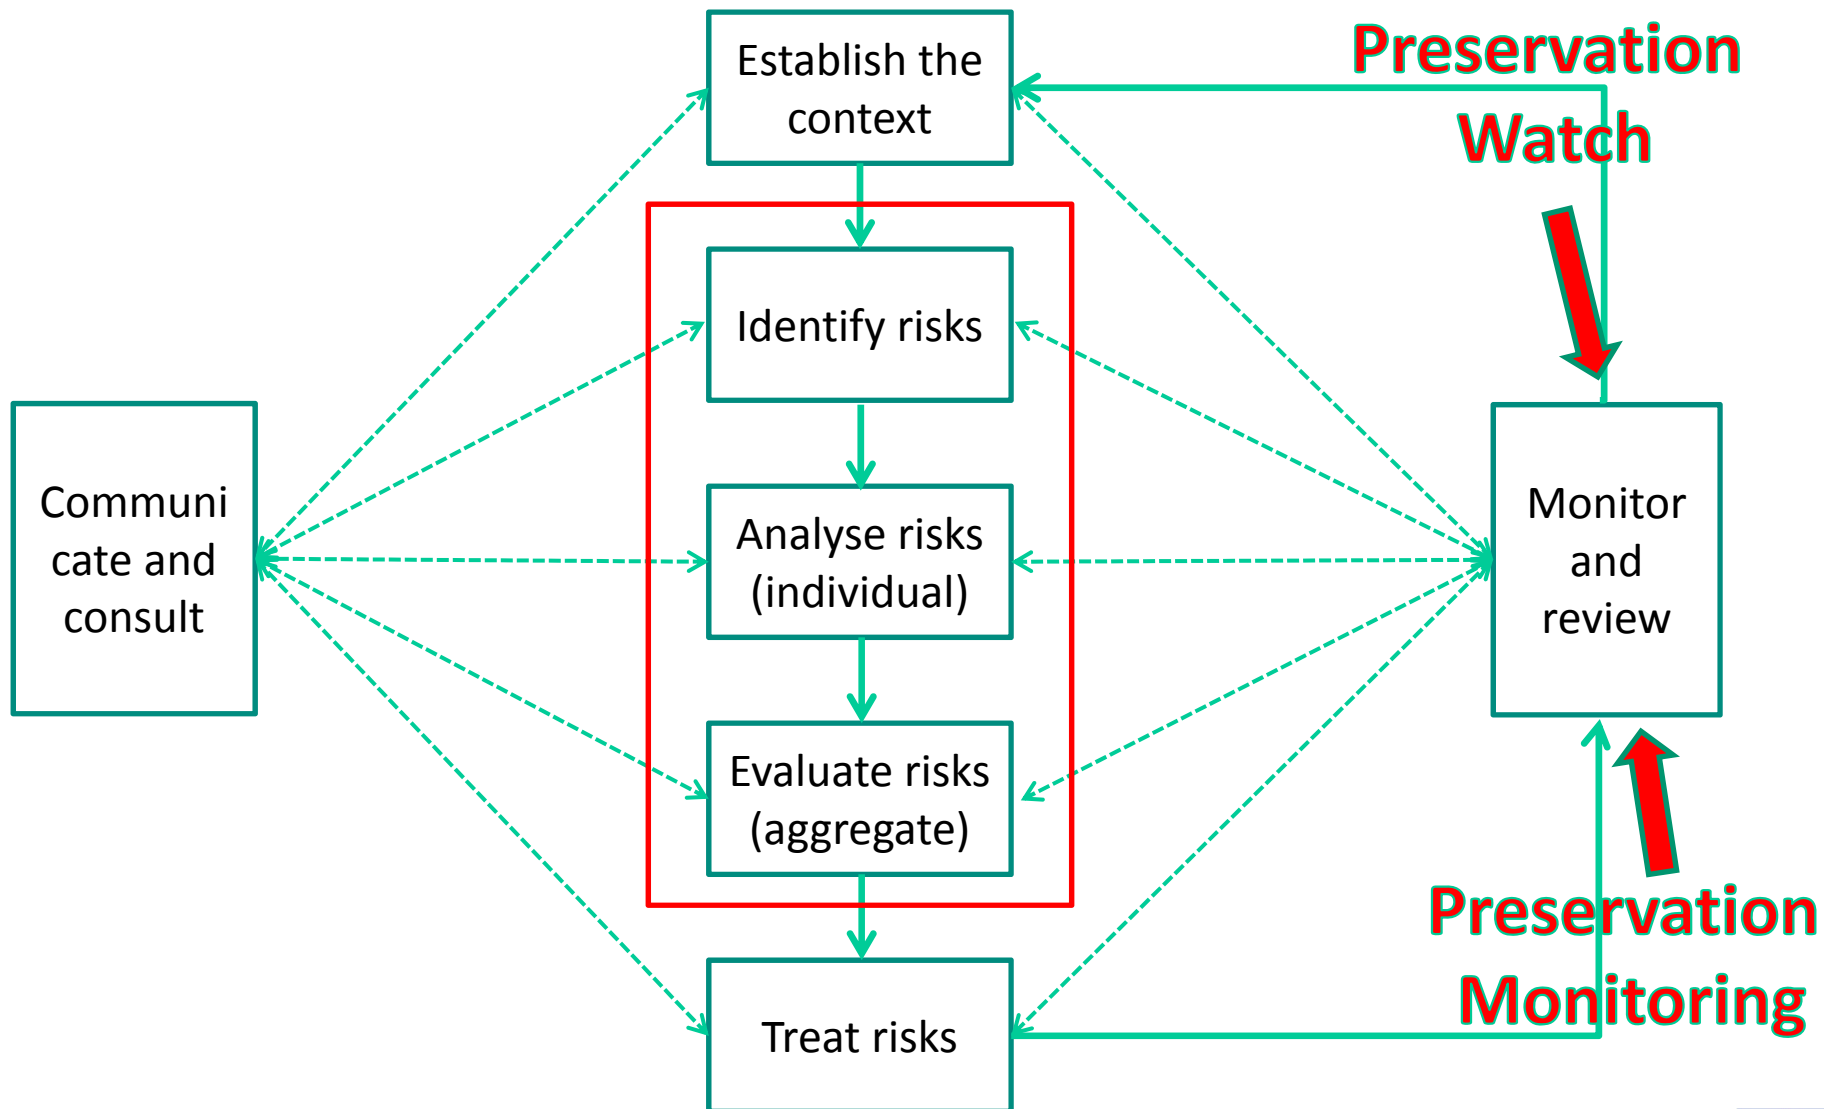 Establish the
context
Preservation
Watch
Identify risks
Communi
cate and
consult
Analyse risks
(individual)
Monitor
and
review
Evaluate risks
(aggregate)
Preservation
Monitoring
Treat risks